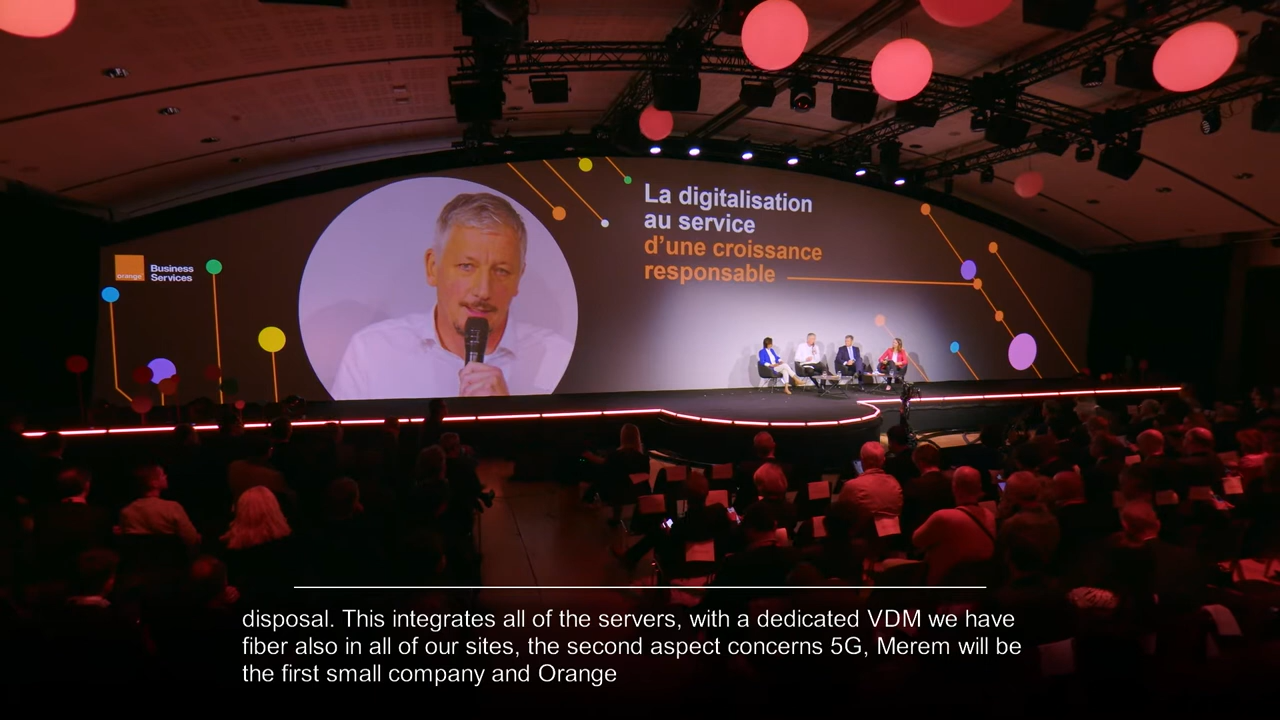 La digitalisation
au service
d’une croissance
responsable
orange
Business
Services
disposal. This integrates all of the servers, with a dedicated VDM we have
fiber also in all of our sites, the second aspect concerns 5G, Merem will be
the first small company and Orange